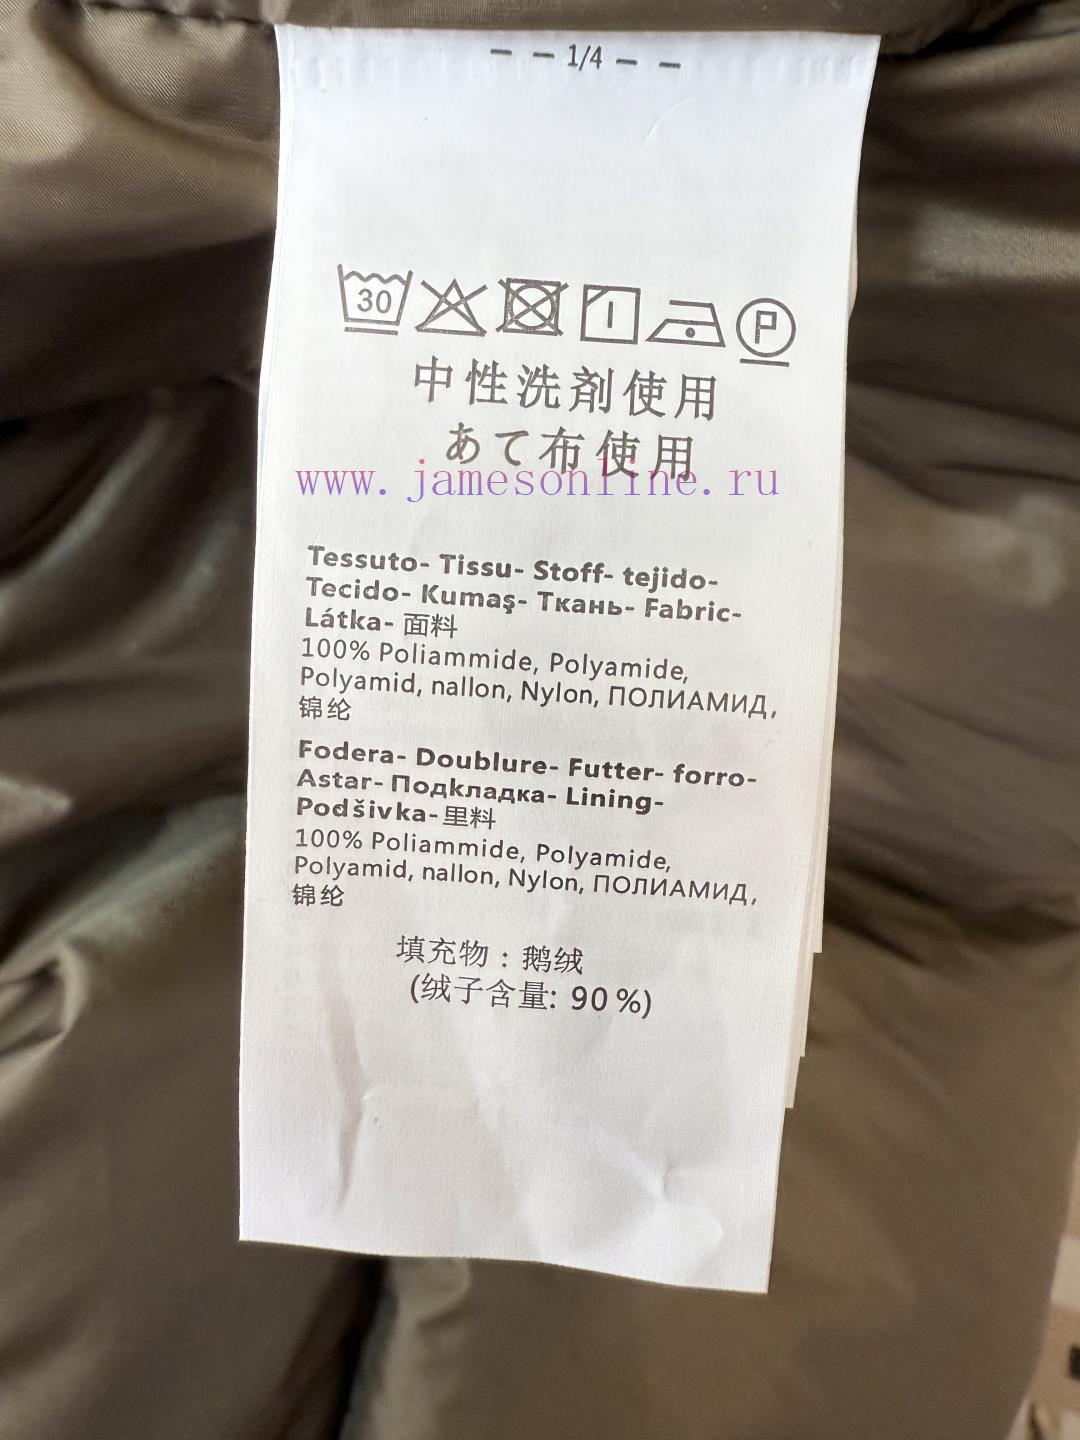 - - 1/4 - -
30 P
中性洗剤使用
あて布使用
www.jamesonline.ru
Tessuto- Tissu- Stoff- tejido-
Tecido- Kumaş- Ткань- Fabric-
Látka- 面料
100% Poliammide, Polyamide,
Polyamid, nallon, Nylon, ПОЛИАМИД,
锦纶
Fodera- Doublure- Futter- forro-
Astar- Подкладка- Lining-
Podšívka- 里料
100% Poliammide, Polyamide,
Polyamid, nallon, Nylon, ПОЛИАМИД,
锦纶
填充物：鹅绒
(绒子含量: 90%)